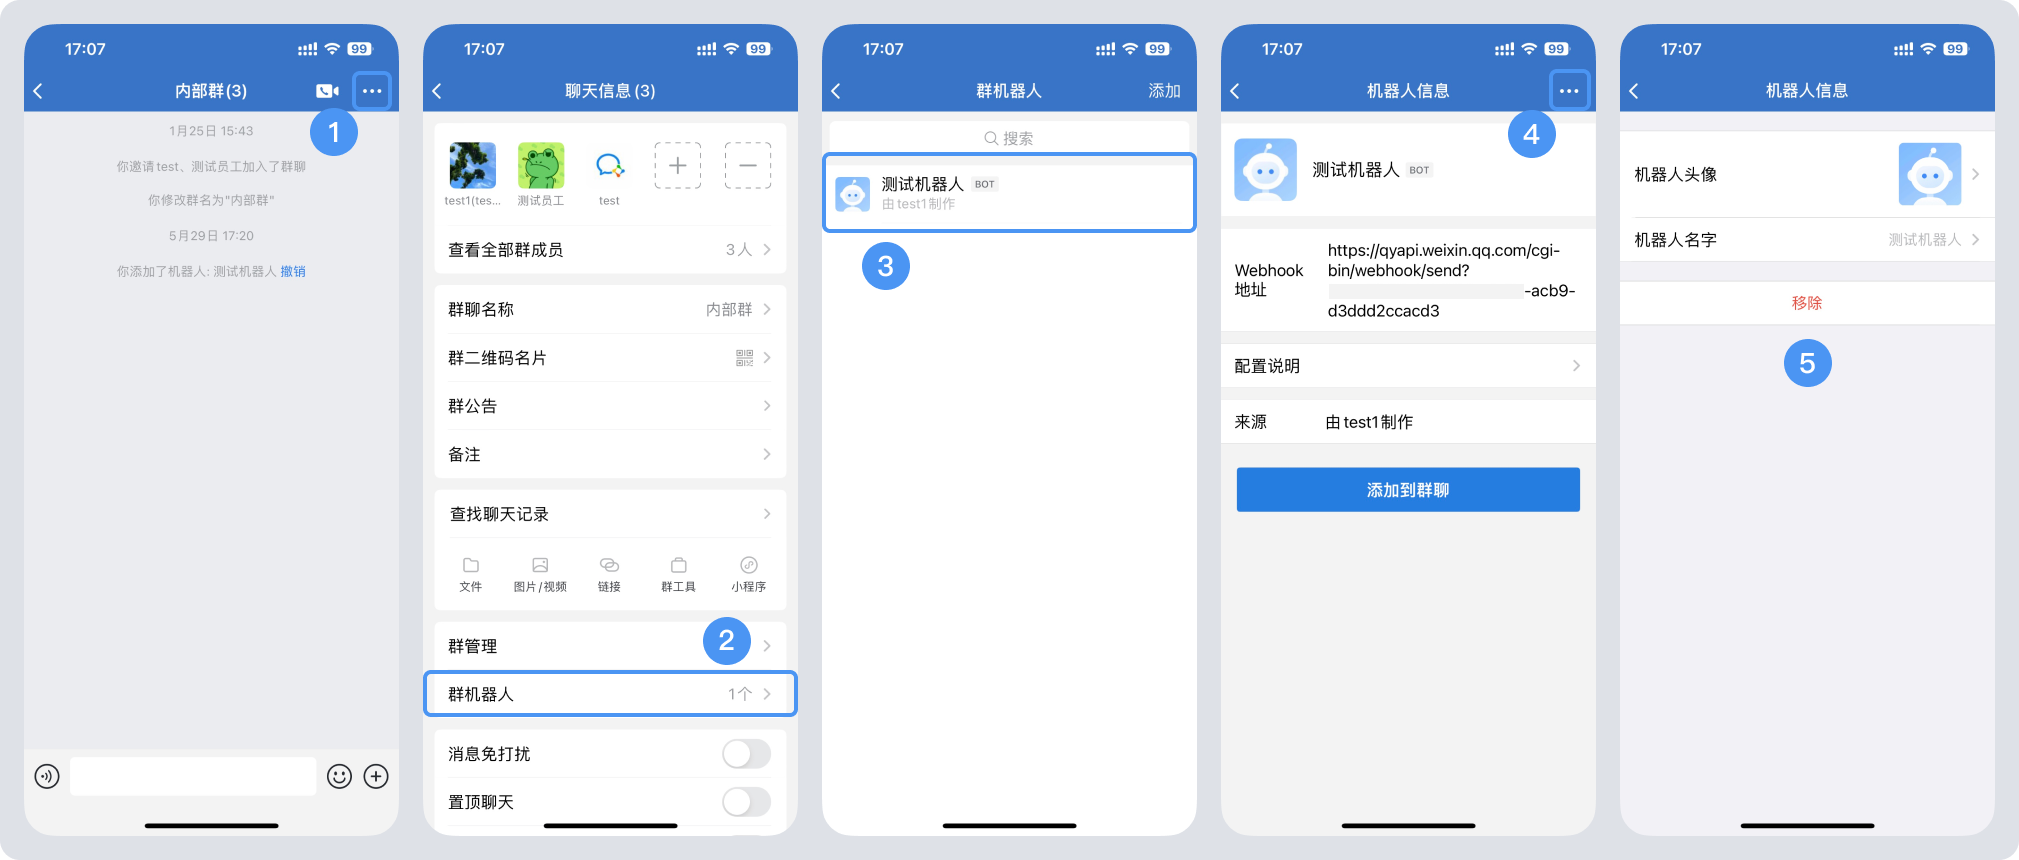 17:07
99
内部群(3)
1
1月25日 15:43
你邀请test、测试员工加入了群聊
你修改群名为"内部群"
5月29日 17:20
你添加了机器人: 测试机器人 撤销
17:07
99
聊天信息(3)
test1(tes...
测试员工
test
查看全部群成员
3人
群聊名称
内部群
群二维码名片
群公告
备注
查找聊天记录
文件
图片/视频
链接
群工具
小程序
群管理
2
群机器人
1个
消息免打扰
置顶聊天
17:07
99
群机器人
添加
搜索
测试机器人 BOT
由test1制作
3
17:07
99
机器人信息
4
测试机器人 BOT
Webhook
地址
https://qyapi.weixin.qq.com/cgi-
bin/webhook/send?
-acb9-
d3ddd2ccacd3
配置说明
来源
由test1制作
添加到群聊
17:07
99
机器人信息
机器人头像
机器人名字
测试机器人
移除
5